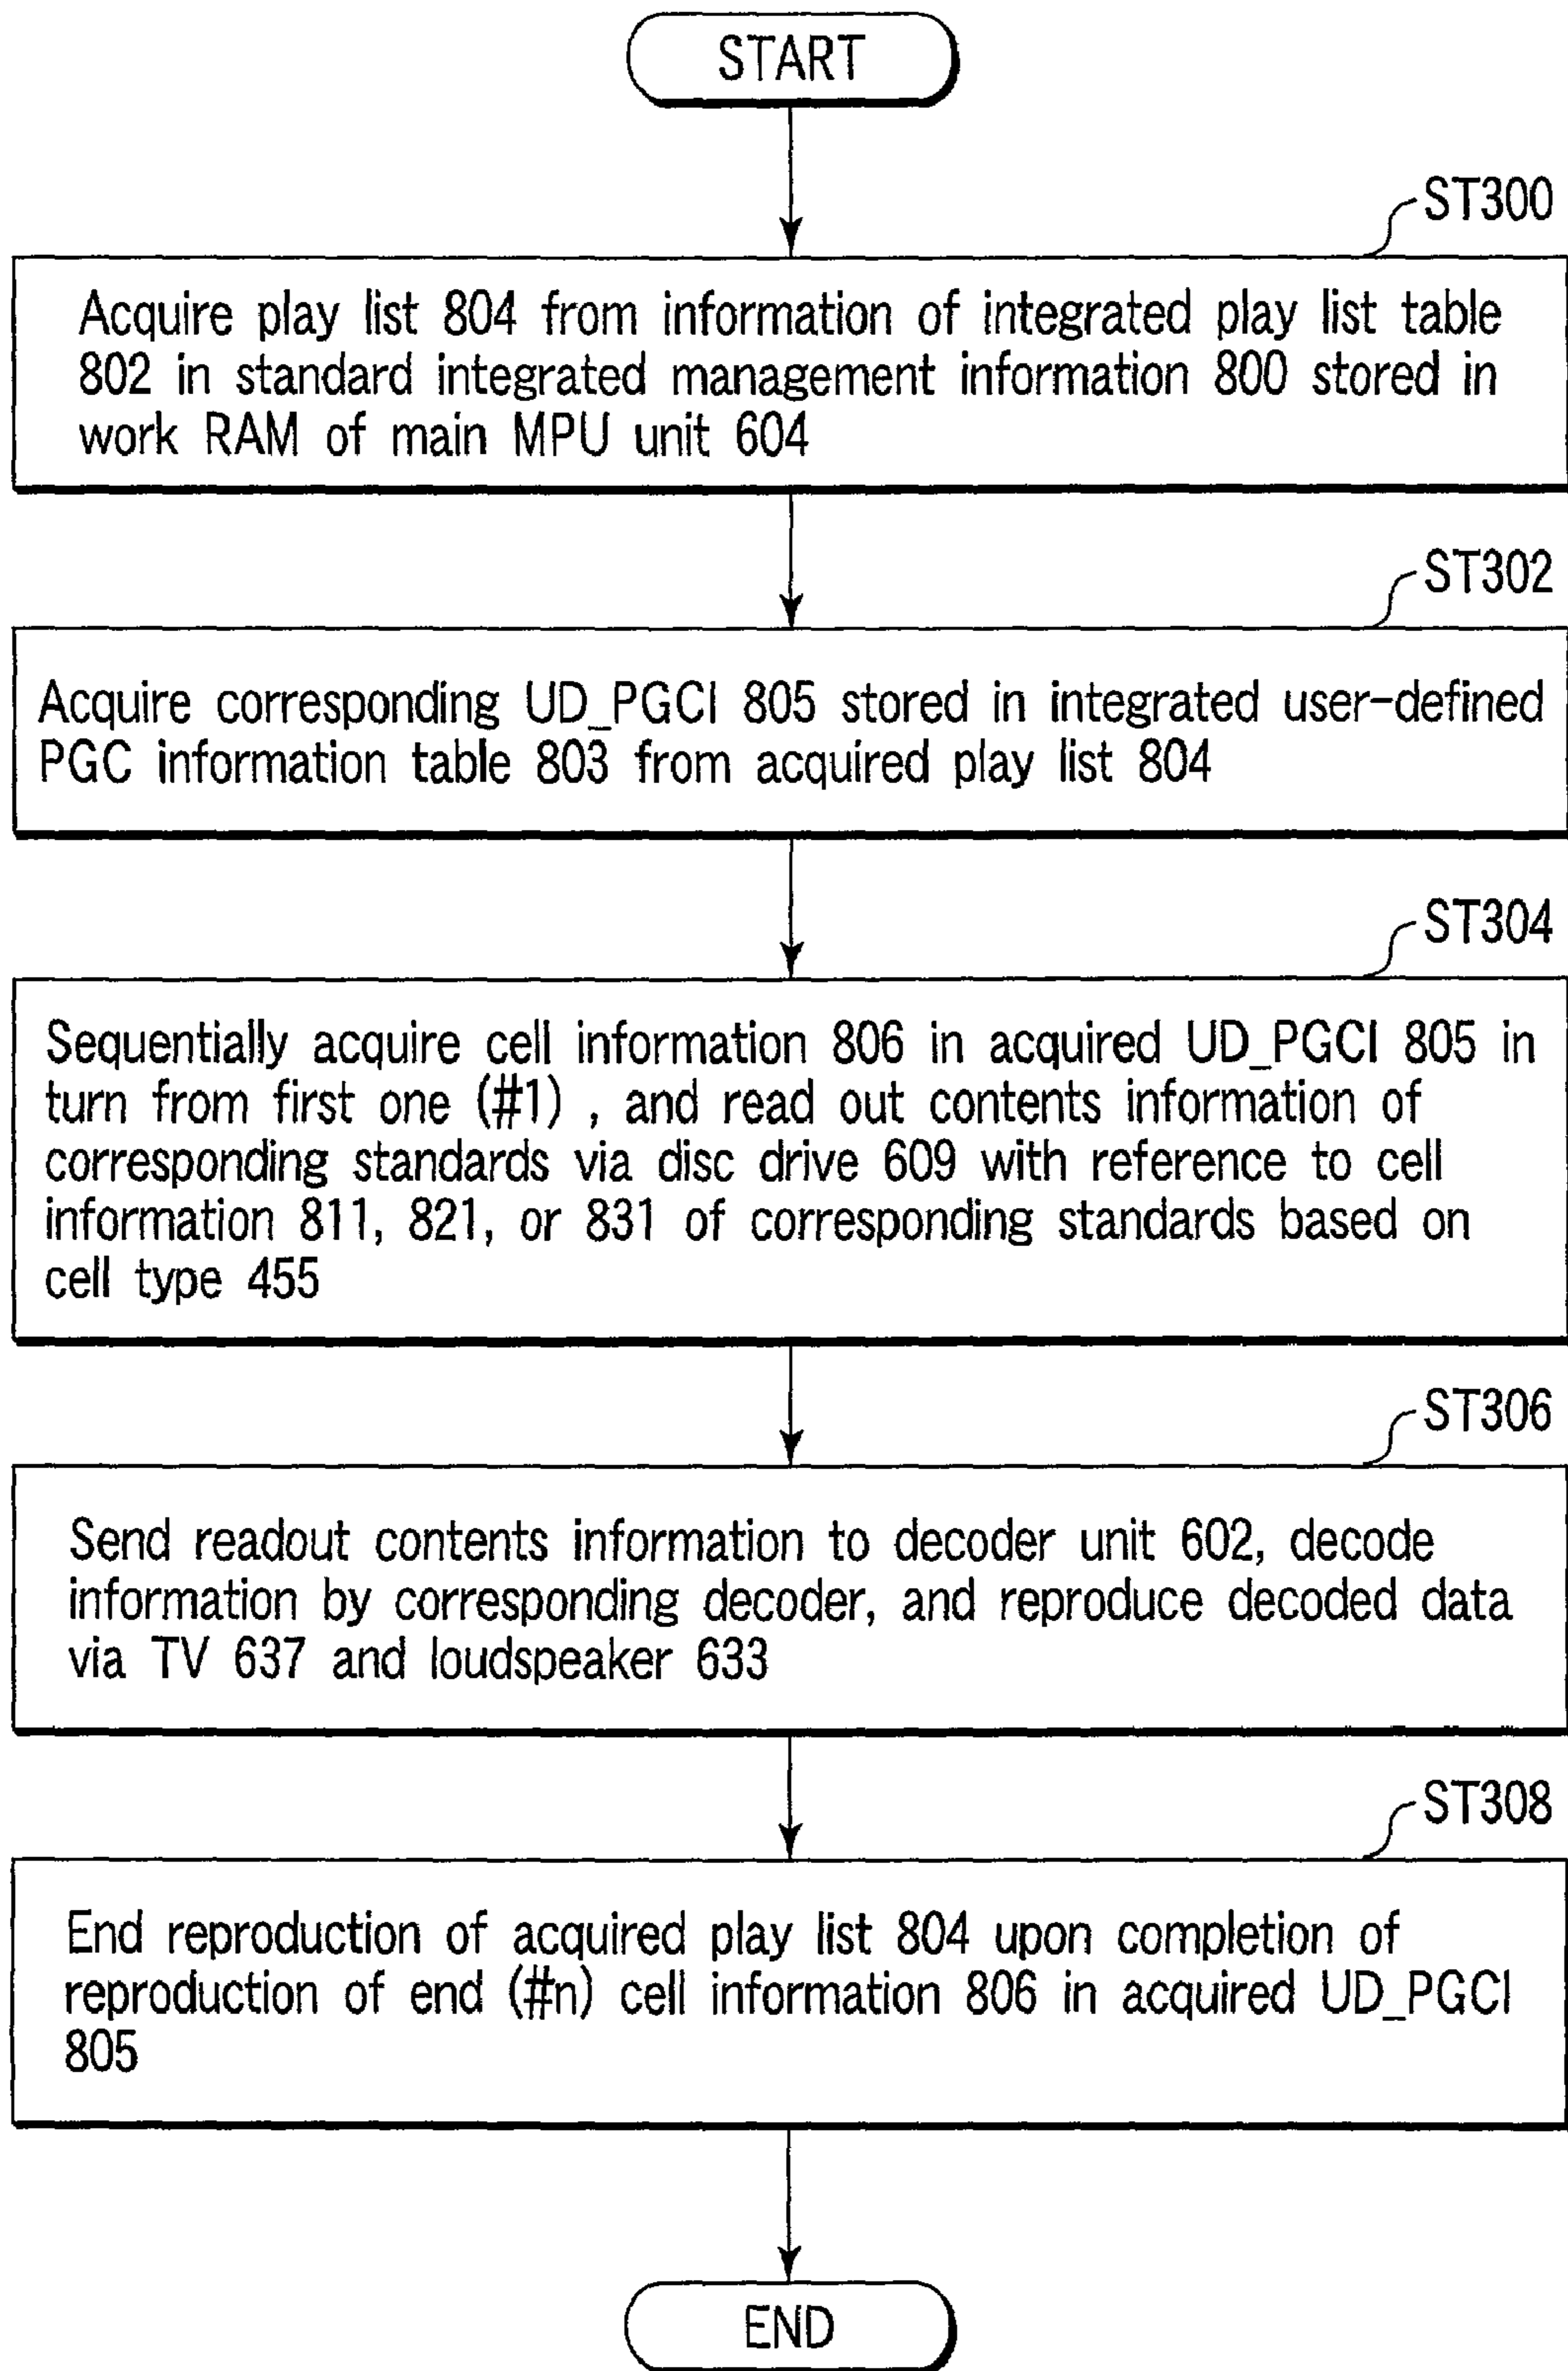 START
ST300
Acquire play list 804 from information of integrated play list table
802 in standard integrated management information 800 stored in
work RAM of main MPU unit 604
ST302
Acquire corresponding UD_PGCI 805 stored in integrated user-defined
PGC information table 803 from acquired play list 804
ST304
Sequentially acquire cell information 806 in acquired UD_PGCI 805 in
turn from first one (#1) , and read out contents information of
corresponding standards via disc drive 609 with reference to cell
information 811, 821, or 831 of corresponding standards based on
cell type 455
ST306
Send readout contents information to decoder unit 602, decode
information by corresponding decoder, and reproduce decoded data
via TV 637 and loudspeaker 633
ST308
End reproduction of acquired play list 804 upon completion of
reproduction of end (#n) cell information 806 in acquired UD_PGCI
805
END